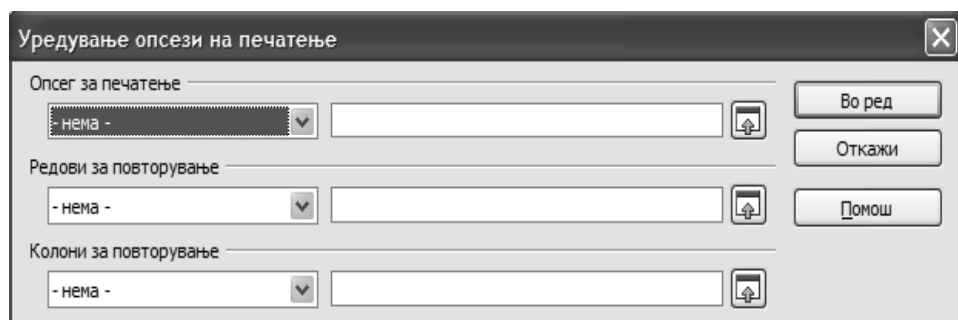 Уредување опсези на печатење
Опсег за печатење
- нема -
Редови за повторување
- нема -
Колони за повторување
- нема -
Во ред
Откажи
Помош